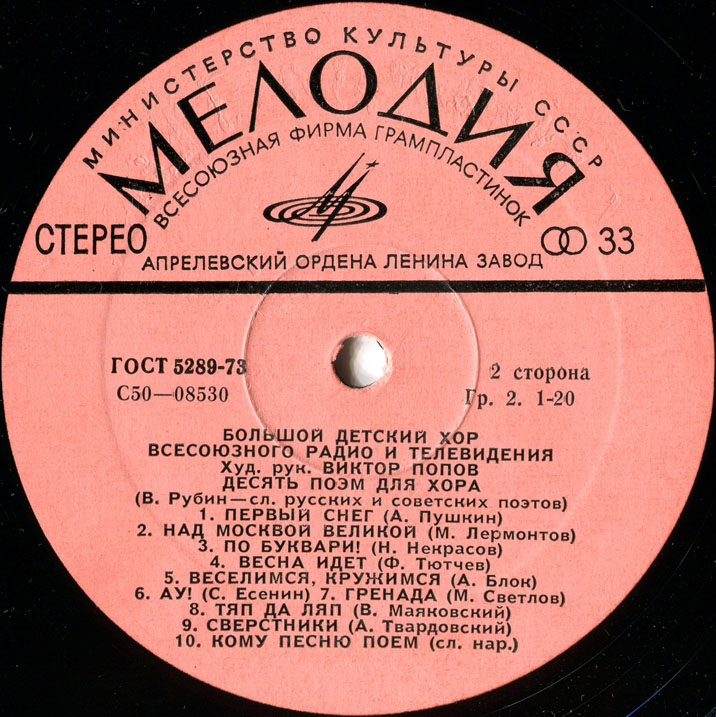 МИНИСТЕРСТВО КУЛЬТУРЫ СССР
МЕЛОДИЯ
ВСЕСОЮЗНАЯ ФИРМА ГРАМПЛАСТИНОК
СТЕРЕО
33
АПРЕЛЕВСКИЙ ОРДЕНА ЛЕНИНА ЗАВОД
ГОСТ 5289-73
С50—08530
2 сторона
Гр. 2. 1-20
БОЛЬШОЙ ДЕТСКИЙ ХОР
ВСЕСОЮЗНОГО РАДИО И ТЕЛЕВИДЕНИЯ
Худ. рук. ВИКТОР ПОПОВ
ДЕСЯТЬ ПОЭМ ДЛЯ ХОРА
(В. Рубин—сл. русских и советских поэтов)
1. ПЕРВЫЙ СНЕГ (А. Пушкин)
2. НАД МОСКВОЙ ВЕЛИКОЙ (М. Лермонтов)
3. ПО БУКВАРИ! (Н. Некрасов)
4. ВЕСНА ИДЕТ (Ф. Тютчев)
5. ВЕСЕЛИМСЯ, КРУЖИМСЯ (А. Блок)
6. АУ! (С. Есенин) 7. ГРЕНАДА (М. Светлов)
8. ТЯП ДА ЛЯП (В. Маяковский)
9. СВЕРСТНИКИ (А. Твардовский)
10. КОМУ ПЕСНЮ ПОЕМ (сл. нар.)